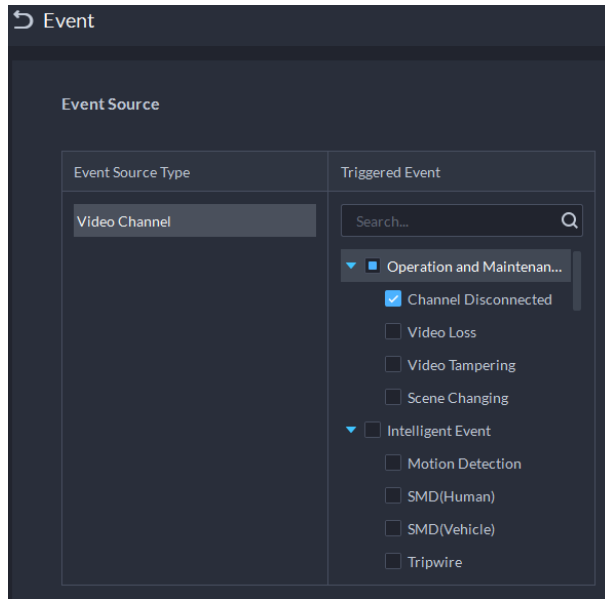 Event
Event Source
Event Source Type
Triggered Event
Video Channel
Search...
Operation and Maintenan...
Channel Disconnected
Video Loss
Video Tampering
Scene Changing
Intelligent Event
Motion Detection
SMD(Human)
SMD(Vehicle)
Tripwire